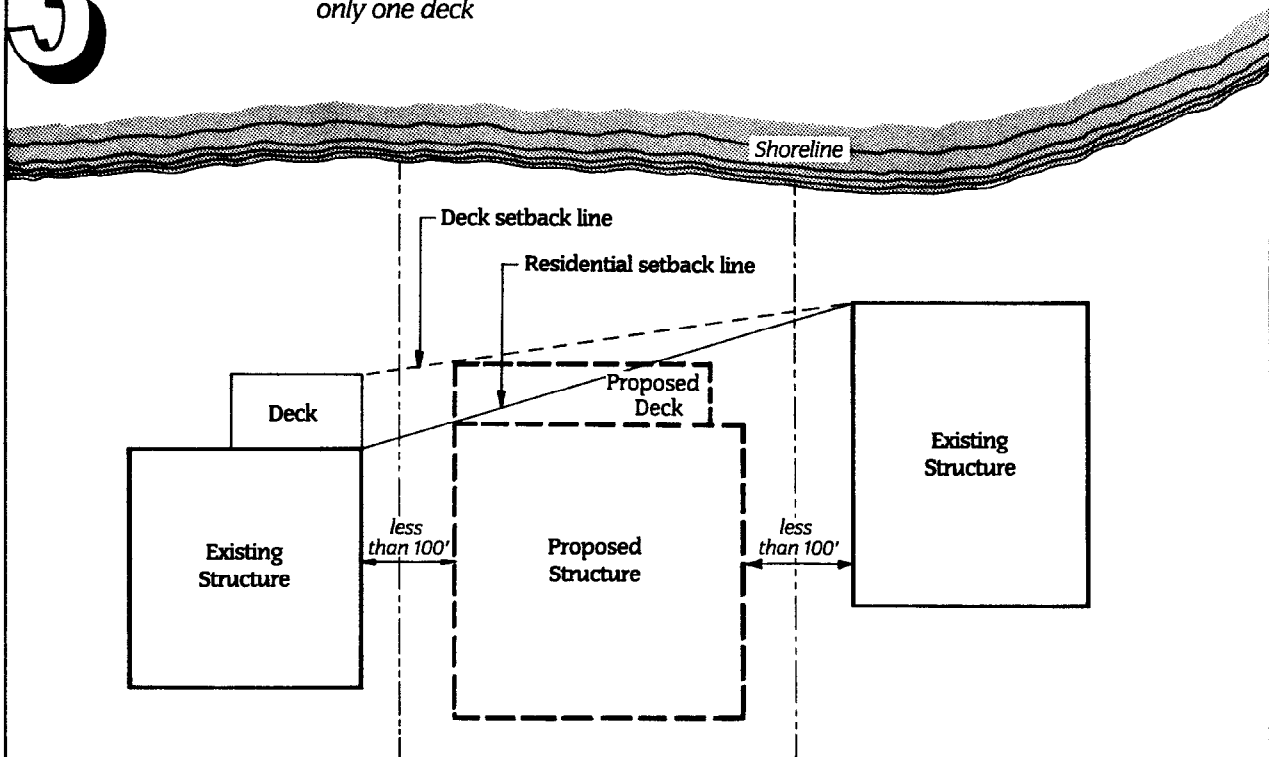 only one deck
Shoreline
Deck setback line
Residential setback line
Proposed
Deck
Deck
Existing
Structure
less
than 100'
Proposed
Structure
less
than 100'
Existing
Structure